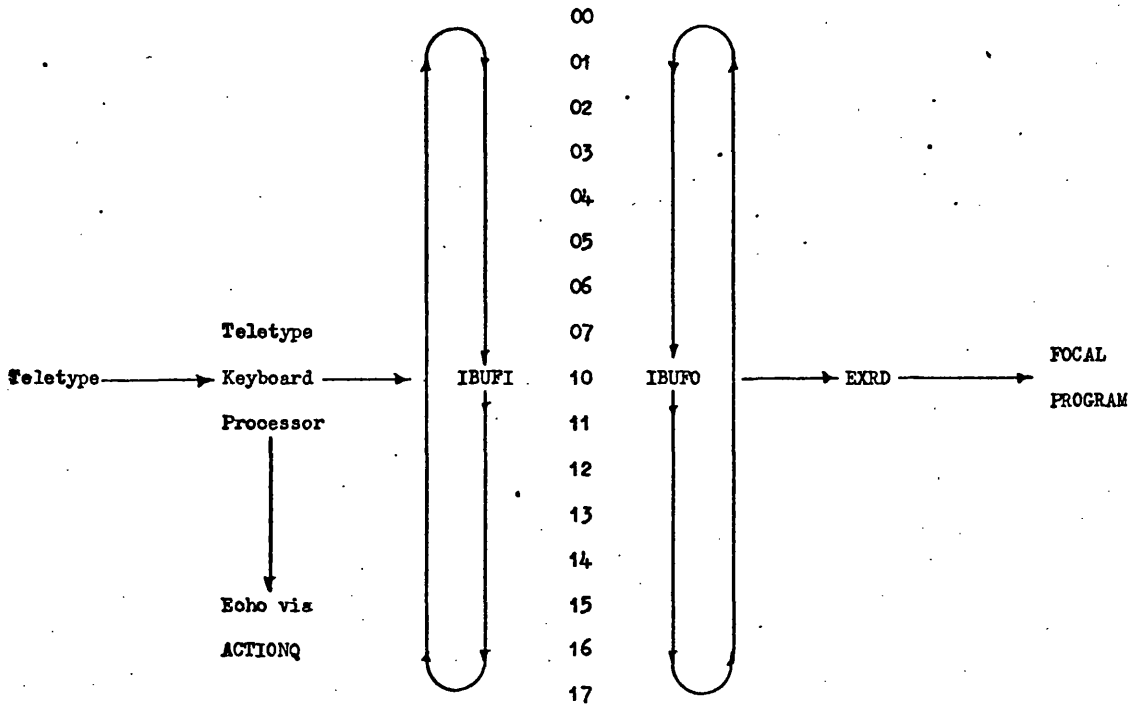 00
01
02
03
04
05
06
07
Teletype
Teletype
Keyboard
IBUFI
10
IBUFO
EXRD
FOCAL
PROGRAM
Processor
11
12
13
14
Echo via
15
ACTIONQ
16
17